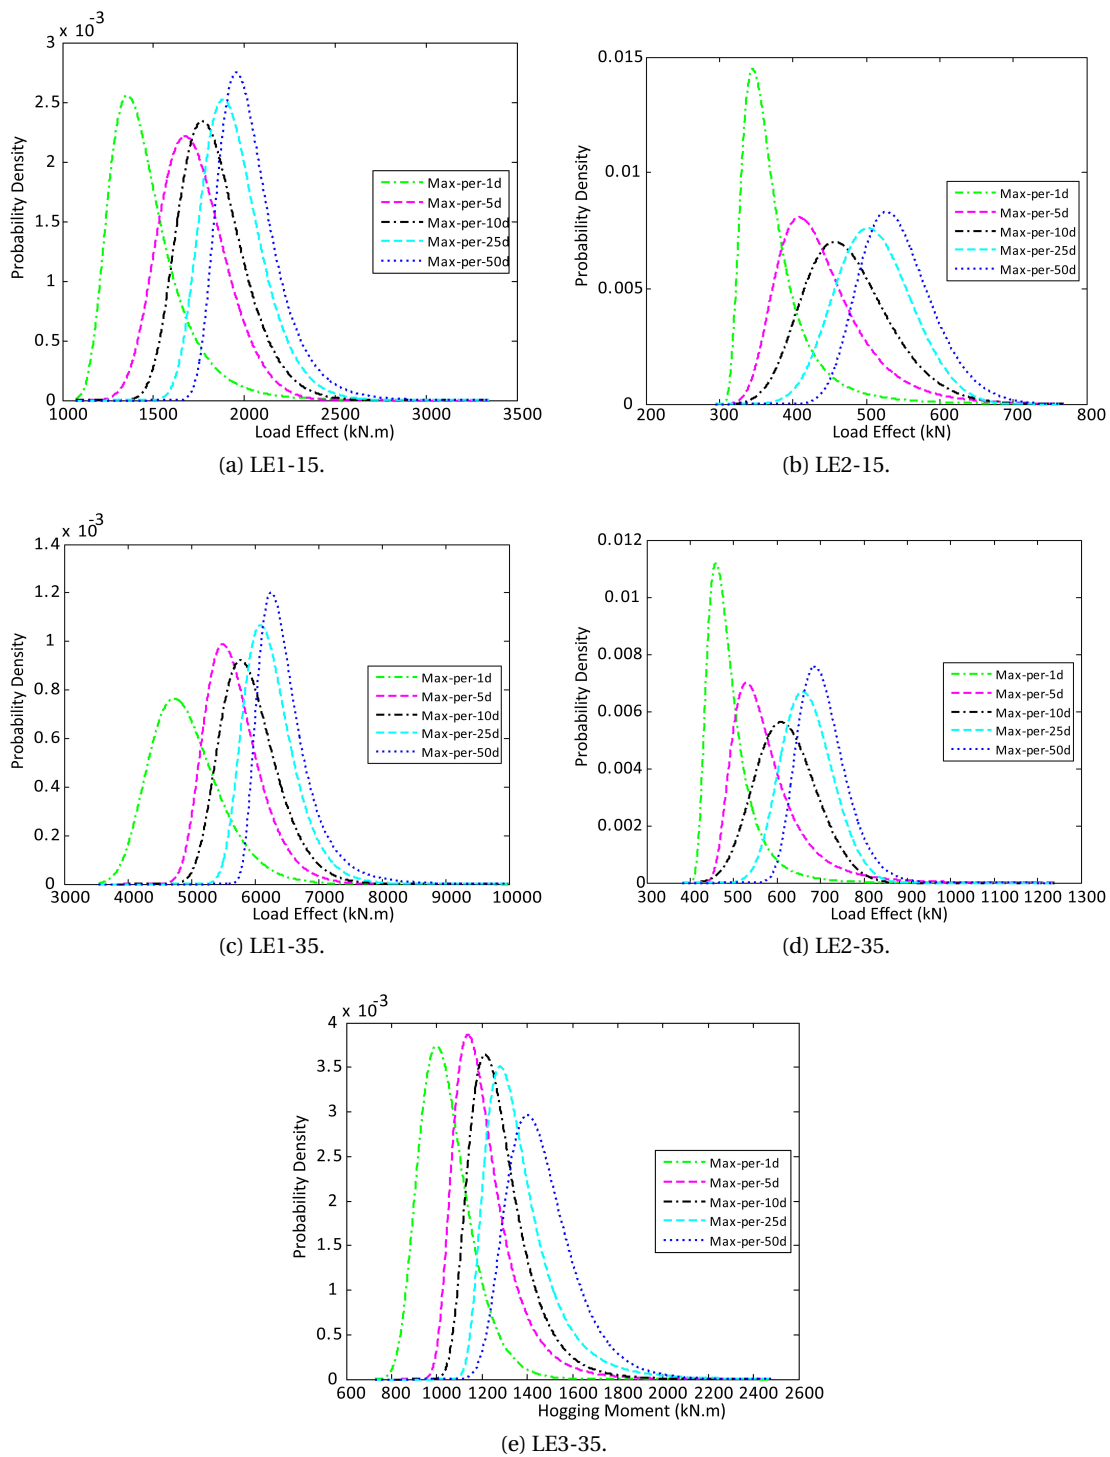 x 10-3
3
2.5
2
1.5
1
0.5
0
1000 1500 2000 2500 3000 3500
Probability Density
Load Effect (kN.m)
Max-per-1d
Max-per-5d
Max-per-10d
Max-per-25d
Max-per-50d
(a) LE1-15.
0.015
0.01
0.005
0
200 300 400 500 600 700 800
Probability Density
Load Effect (kN)
Max-per-1d
Max-per-5d
Max-per-10d
Max-per-25d
Max-per-50d
(b) LE2-15.
x 10-3
1.4
1.2
1
0.8
0.6
0.4
0.2
0
3000 4000 5000 6000 7000 8000 9000 10000
Probability Density
Load Effect (kN.m)
Max-per-1d
Max-per-5d
Max-per-10d
Max-per-25d
Max-per-50d
(c) LE1-35.
0.012
0.01
0.008
0.006
0.004
0.002
0
300 400 500 600 700 800 900 1000 1100 1200 1300
Probability Density
Load Effect (kN)
Max-per-1d
Max-per-5d
Max-per-10d
Max-per-25d
Max-per-50d
(d) LE2-35.
x 10-3
4
3.5
3
2.5
2
1.5
1
0.5
0
600 800 1000 1200 1400 1600 1800 2000 2200 2400 2600
Probability Density
Hogging Moment (kN.m)
Max-per-1d
Max-per-5d
Max-per-10d
Max-per-25d
Max-per-50d
(e) LE3-35.